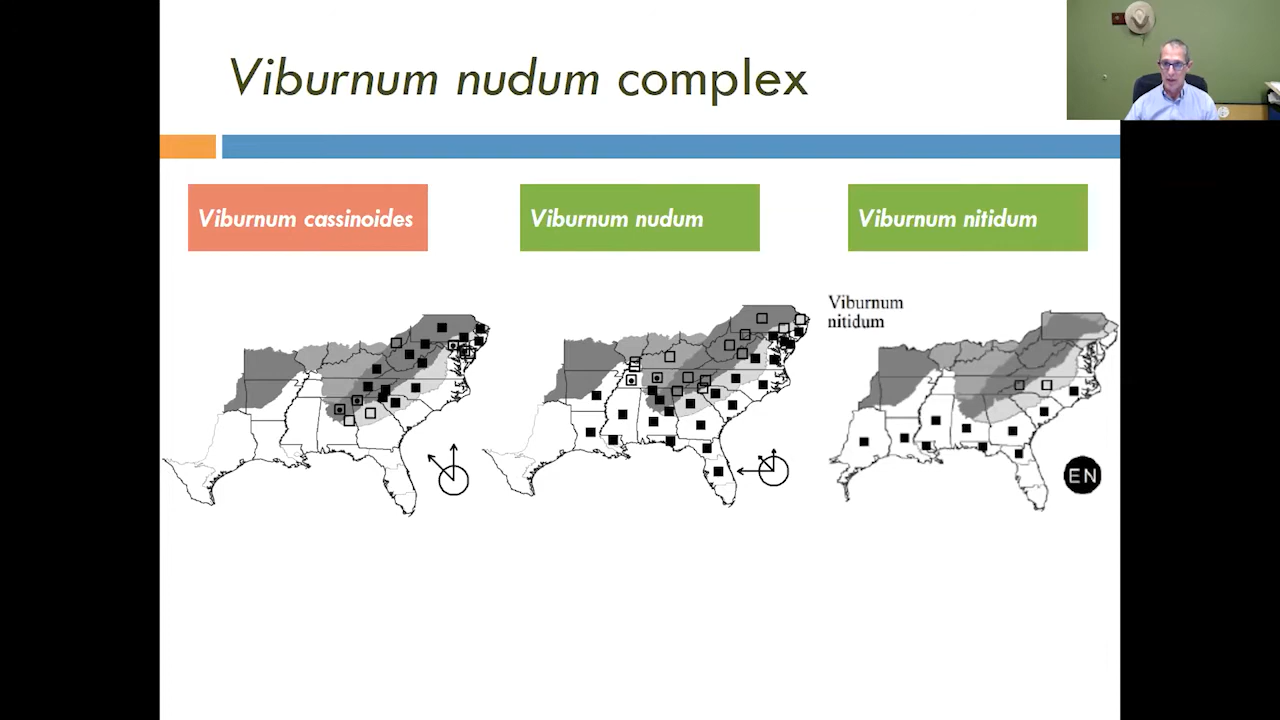 Viburnum nudum complex
Viburnum cassinoides
Viburnum nudum
Viburnum nitidum
Viburnum
nitidum
EN